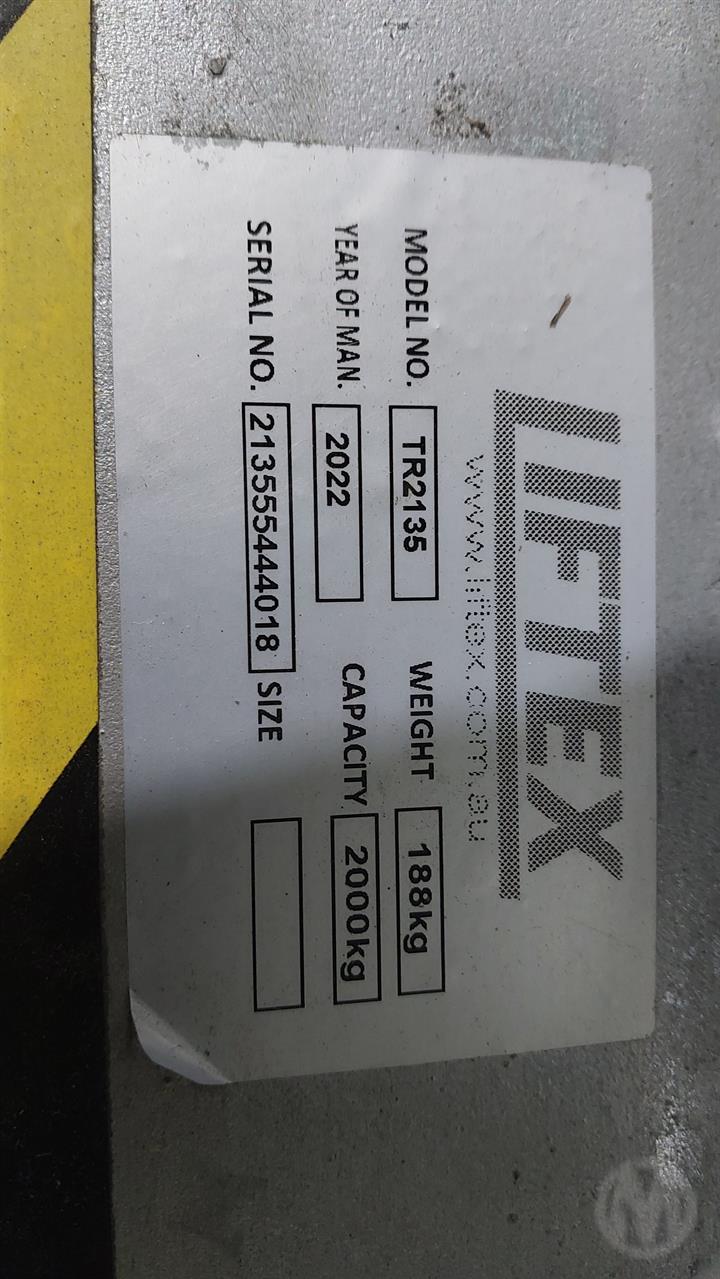 LIFTEX
www.liftex.com.au
MODEL NO. TR2135 WEIGHT 188kg
YEAR OF MAN. 2022 CAPACITY 2000kg
SERIAL NO. 213555444018 SIZE
M